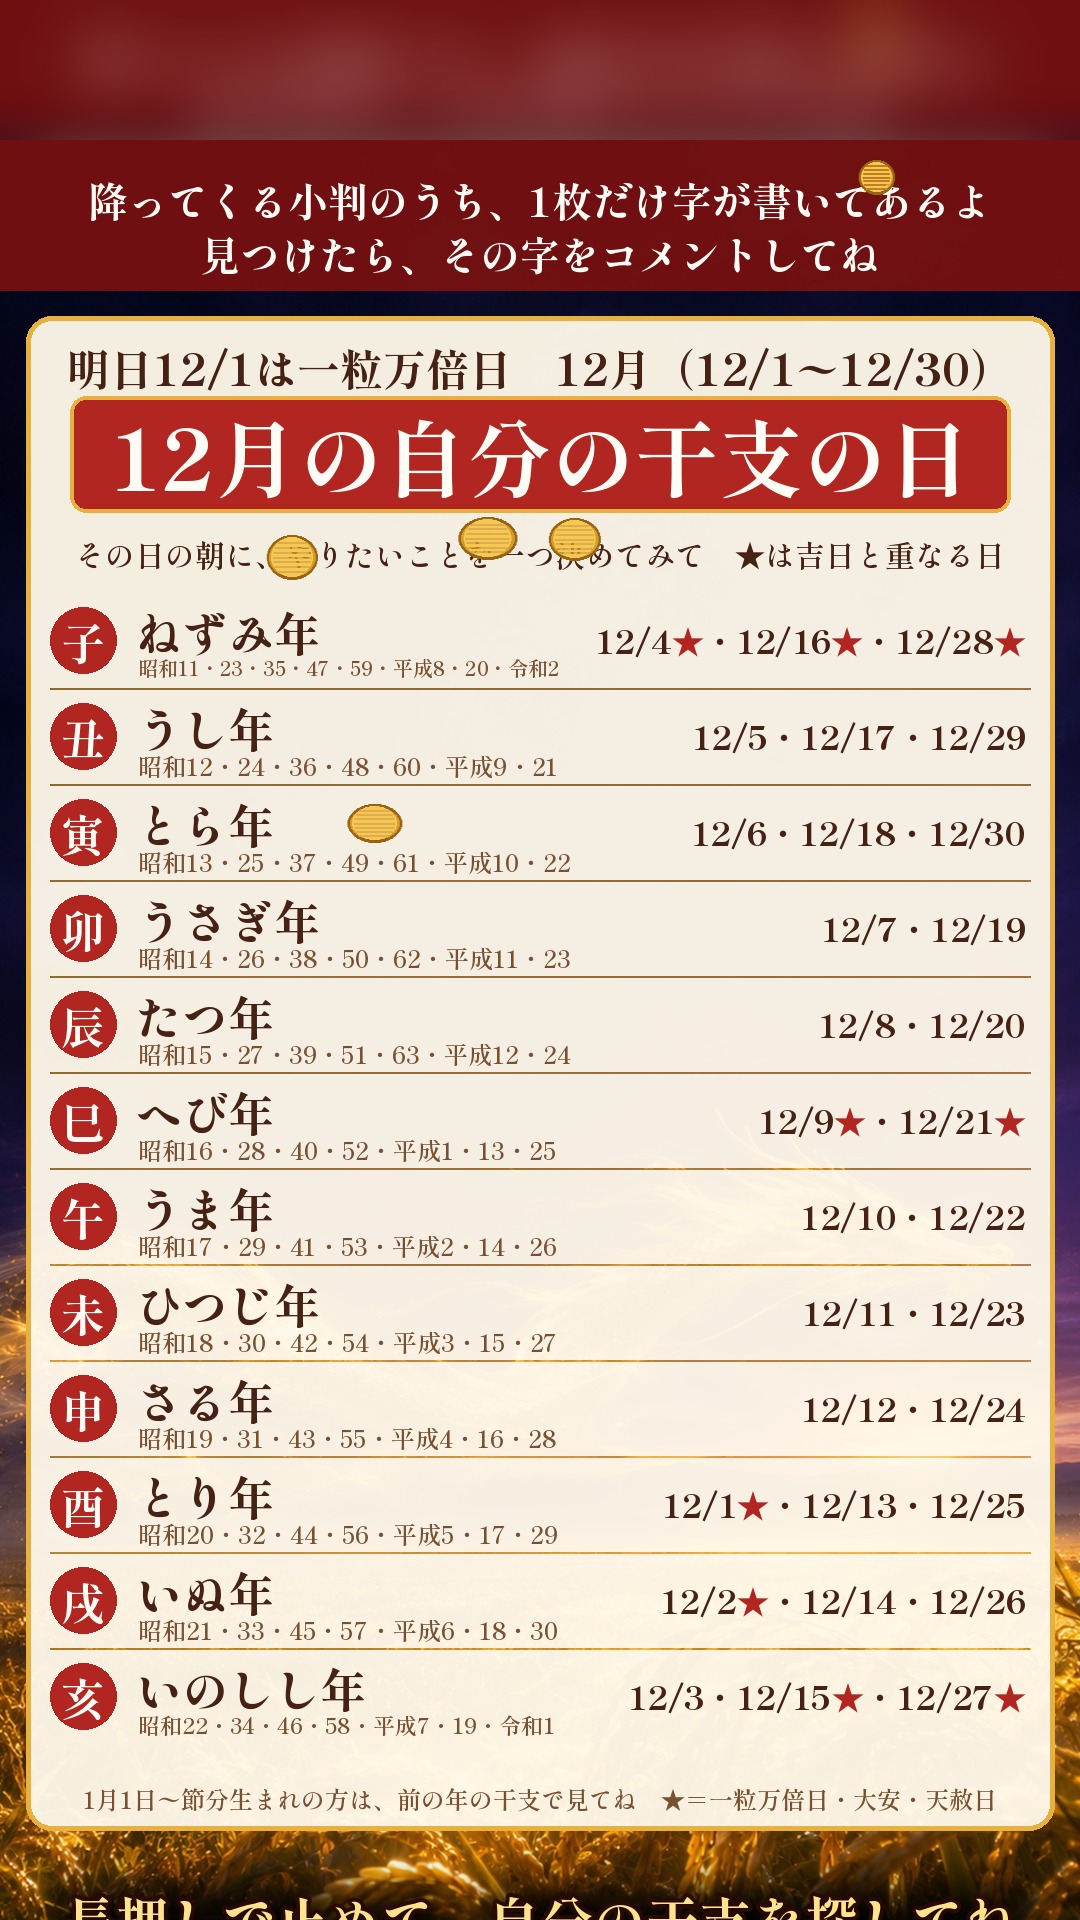 降ってくる小判のうち、1枚だけ字が書いてあるよ
見つけたら、その字をコメントしてね
明日12/1は一粒万倍日　12月（12/1〜12/30）
12月の自分の干支の日
その日の朝に、りたいことを一つ決めてみて　★は吉日と重なる日
子 ねずみ年 12/4★・12/16★・12/28★
昭和11・23・35・47・59・平成8・20・令和2
丑 うし年 12/5・12/17・12/29
昭和12・24・36・48・60・平成9・21
寅 とら年 12/6・12/18・12/30
昭和13・25・37・49・61・平成10・22
卯 うさぎ年 12/7・12/19
昭和14・26・38・50・62・平成11・23
辰 たつ年 12/8・12/20
昭和15・27・39・51・63・平成12・24
巳 へび年 12/9★・12/21★
昭和16・28・40・52・平成1・13・25
午 うま年 12/10・12/22
昭和17・29・41・53・平成2・14・26
未 ひつじ年 12/11・12/23
昭和18・30・42・54・平成3・15・27
申 さる年 12/12・12/24
昭和19・31・43・55・平成4・16・28
酉 とり年 12/1★・12/13・12/25
昭和20・32・44・56・平成5・17・29
戌 いぬ年 12/2★・12/14・12/26
昭和21・33・45・57・平成6・18・30
亥 いのしし年 12/3・12/15★・12/27★
昭和22・34・46・58・平成7・19・令和1
1月1日〜節分生まれの方は、前の年の干支で見てね　★＝一粒万倍日・大安・天赦日
長押しで止めて、自分の干支を探してね